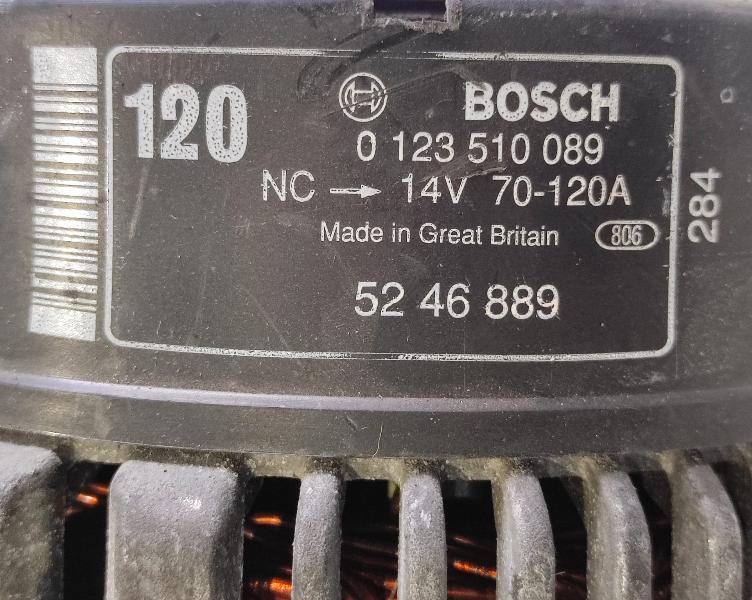 120
BOSCH
0 123 510 089
NC → 14V 70-120A
Made in Great Britain 806
52 46 889
284